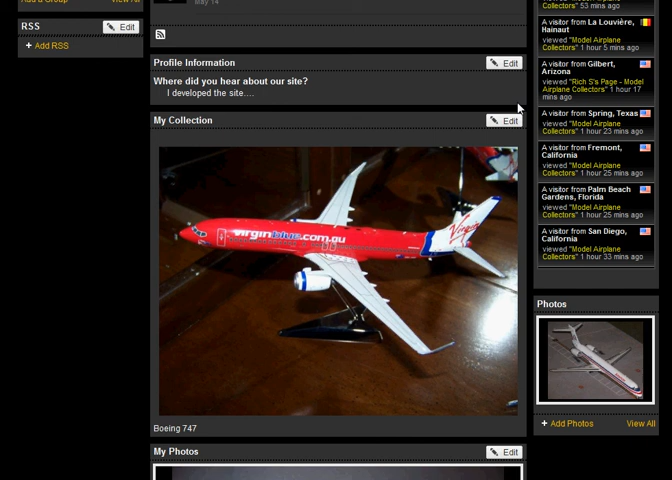 Add a Group
View All
RSS
Edit
Add RSS
May 14
Profile Information
Edit
Where did you hear about our site?
I developed the site....
My Collection
Edit
virginblue.com.au
Virgin
Boeing 747
My Photos
Edit
Collectors" 53 mins ago
A visitor from La Louvière,
Hainaut
viewed "Model Airplane
Collectors" 1 hour 5 mins ago
A visitor from Gilbert,
Arizona
viewed "Rich S's Page - Model
Airplane Collectors" 1 hour 17
mins ago
A visitor from Spring, Texas
viewed "Model Airplane
Collectors" 1 hour 23 mins ago
A visitor from Fremont,
California
viewed "Model Airplane
Collectors" 1 hour 25 mins ago
A visitor from Palm Beach
Gardens, Florida
viewed "Model Airplane
Collectors" 1 hour 25 mins ago
A visitor from San Diego,
California
viewed "Model Airplane
Collectors" 1 hour 33 mins ago
Photos
Add Photos
View All